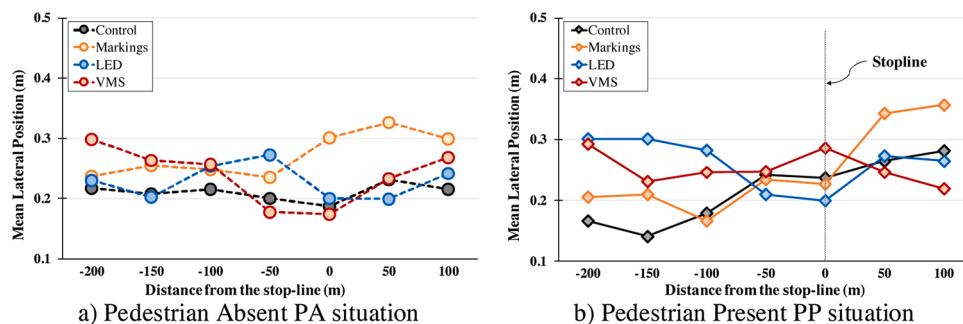 0.5
0.4
0.3
0.2
0.1
Mean Lateral Position (m)
Control
Markings
LED
VMS
-200 -150 -100 -50 0 50 100
Distance from the stop-line (m)
a) Pedestrian Absent PA situation
0.5
0.4
0.3
0.2
0.1
Mean Lateral Position (m)
Control
Markings
LED
VMS
Stopline
-200 -150 -100 -50 0 50 100
Distance from the stop-line (m)
b) Pedestrian Present PP situation